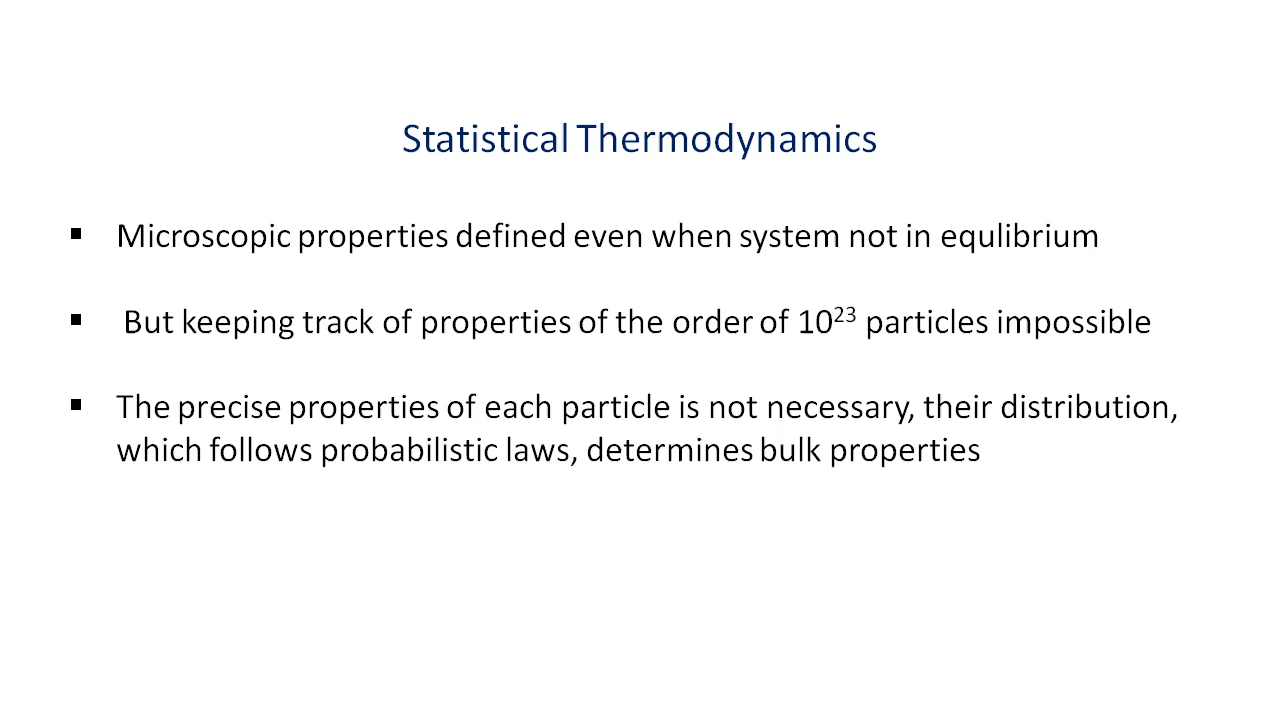 Statistical Thermodynamics
▪ Microscopic properties defined even when system not in equlibrium
▪ But keeping track of properties of the order of 10²³ particles impossible
▪ The precise properties of each particle is not necessary, their distribution,
which follows probabilistic laws, determines bulk properties